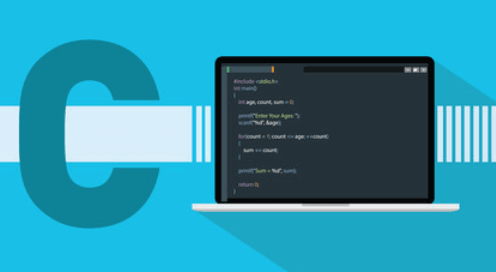 C
#include <stdio.h>
int main()
{
int age, count, sum = 0;
printf("Enter Your Ages: ");
scanf("%d", &age);
for(count = 1; count <= age; ++count)
{
sum += count;
}
printf("Sum = %d", sum);
return 0;
}